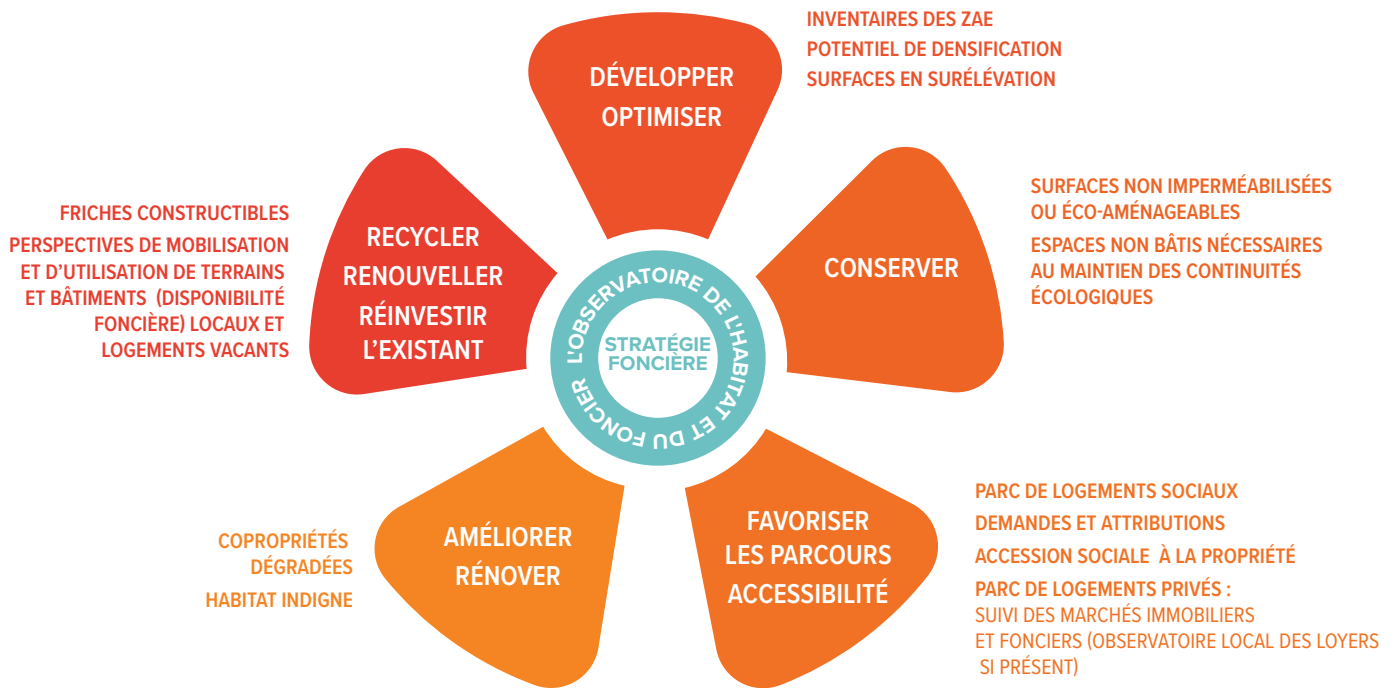 DÉVELOPPER
OPTIMISER
INVENTAIRES DES ZAE
POTENTIEL DE DENSIFICATION
SURFACES EN SURÉLÉVATION
CONSERVER
SURFACES NON IMPERMÉABILISÉES
OU ÉCO-AMÉNAGEABLES
ESPACES NON BÂTIS NÉCESSAIRES
AU MAINTIEN DES CONTINUITÉS
ÉCOLOGIQUES
FRICHES CONSTRUCTIBLES
PERSPECTIVES DE MOBILISATION
ET D'UTILISATION DE TERRAINS
ET BÂTIMENTS (DISPONIBILITÉ
FONCIÈRE) LOCAUX ET
LOGEMENTS VACANTS
RECYCLER
RENOUVELLER
RÉINVESTIR
L'EXISTANT
L'OBSERVATOIRE DE L'HABITAT ET DU FONCIER
STRATÉGIE
FONCIÈRE
COPROPRIÉTÉS
DÉGRADÉES
HABITAT INDIGNE
AMÉLIORER
RÉNOVER
FAVORISER
LES PARCOURS
ACCESSIBILITÉ
PARC DE LOGEMENTS SOCIAUX
DEMANDES ET ATTRIBUTIONS
ACCESSION SOCIALE À LA PROPRIÉTÉ
PARC DE LOGEMENTS PRIVÉS :
SUIVI DES MARCHÉS IMMOBILIERS
ET FONCIERS (OBSERVATOIRE LOCAL DES LOYERS
SI PRÉSENT)